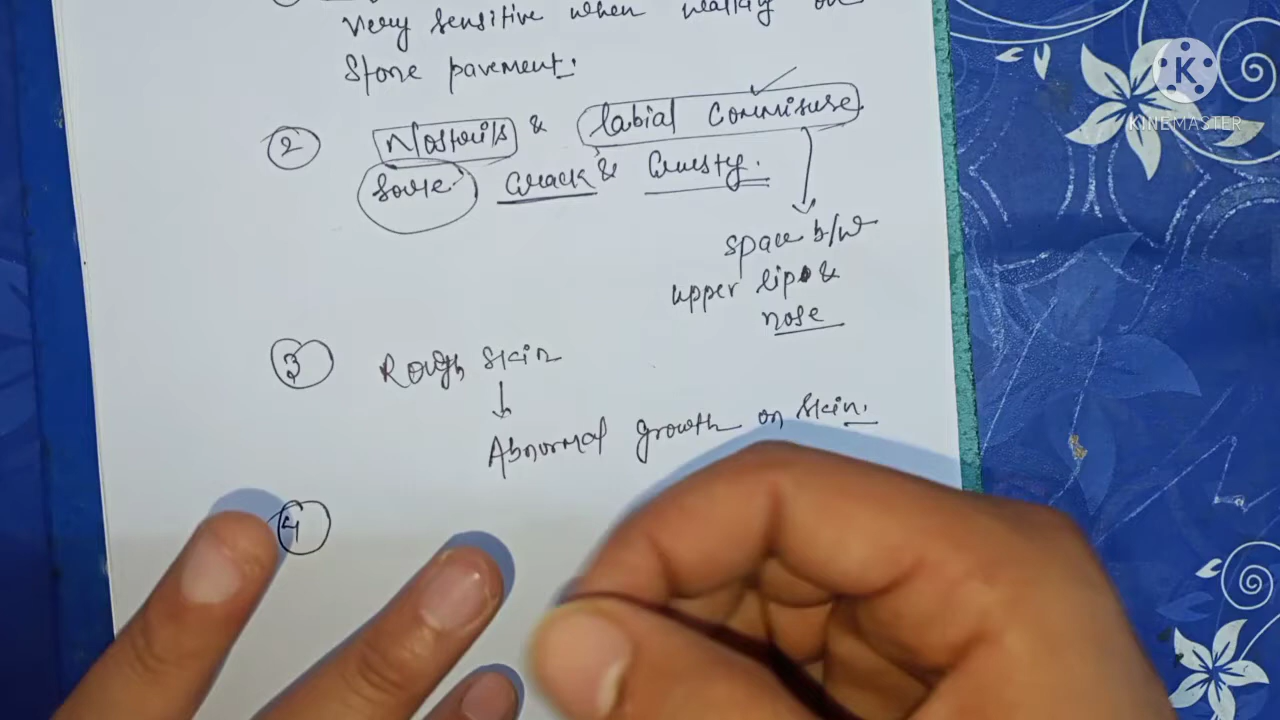 very sensitive when walking on
stone pavement.
2 Nostrils & labial commisure.
sore crack & crusty.
space b/w
upper lip &
nose
3 Rough skin
Abnormal growth on skin.
4
K
KINEMASTER